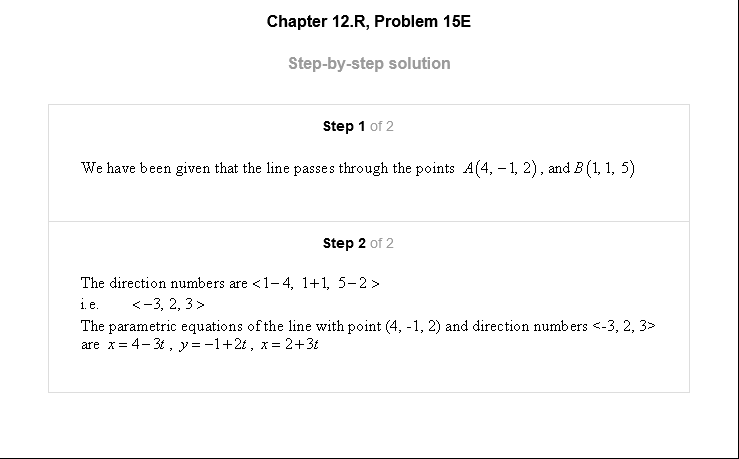 Chapter 12.R, Problem 15E
Step-by-step solution
Step 1 of 2
We have been given that the line passes through the points A(4, −1, 2), and B(1, 1, 5)
Step 2 of 2
The direction numbers are <1−4, 1+1, 5−2>
i.e. <−3, 2, 3>
The parametric equations of the line with point (4, -1, 2) and direction numbers <-3, 2, 3>
are x = 4−3t, y = −1+2t, x = 2+3t